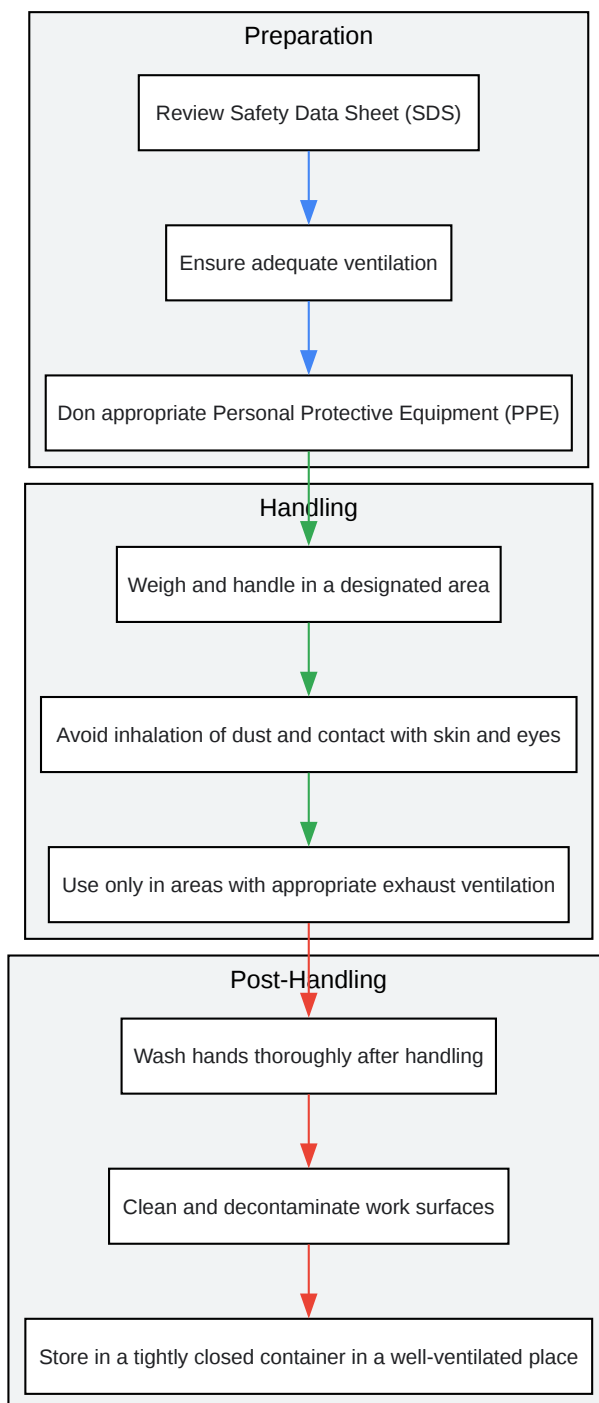 Preparation
Review Safety Data Sheet (SDS)
Ensure adequate ventilation
Don appropriate Personal Protective Equipment (PPE)
Handling
Weigh and handle in a designated area
Avoid inhalation of dust and contact with skin and eyes
Use only in areas with appropriate exhaust ventilation
Post-Handling
Wash hands thoroughly after handling
Clean and decontaminate work surfaces
Store in a tightly closed container in a well-ventilated place